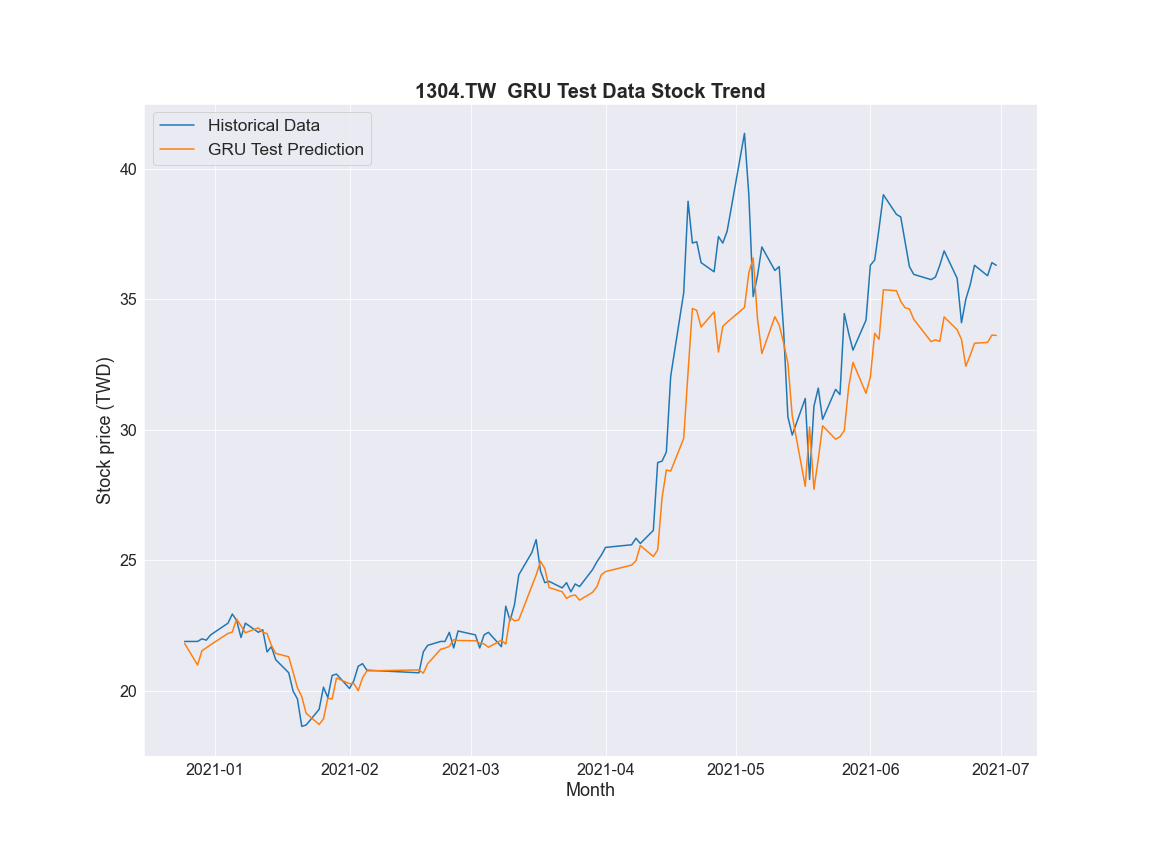 1304.TW  GRU Test Data Stock Trend
Historical Data
GRU Test Prediction
40
35
30
25
20
Stock price (TWD)
2021-01 2021-02 2021-03 2021-04 2021-05 2021-06 2021-07
Month